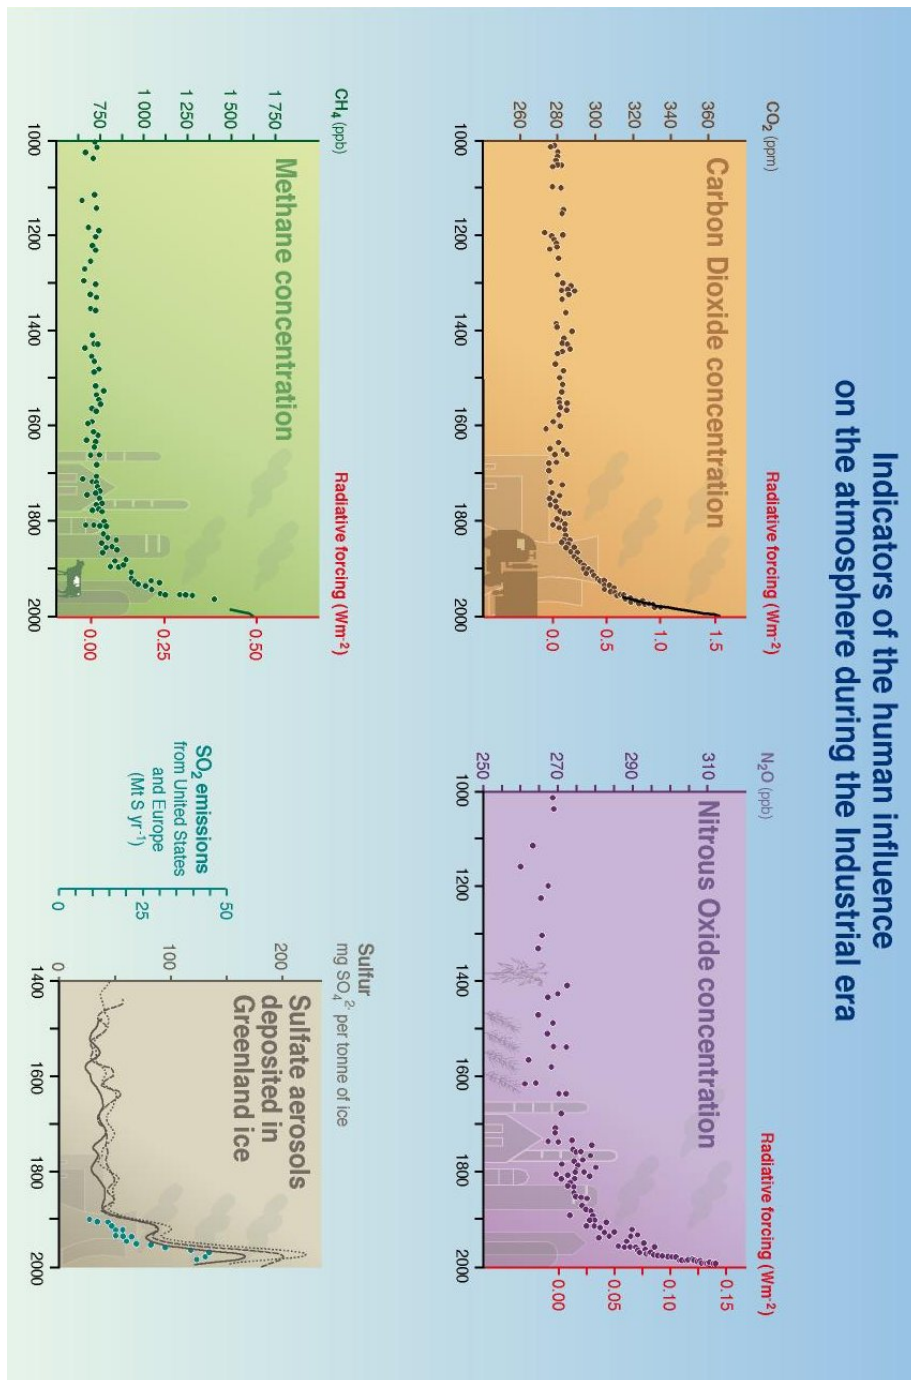 Indicators of the human influence
on the atmosphere during the Industrial era
CO₂ (ppm)
Radiative forcing (Wm⁻²)
Carbon Dioxide concentration
360
340
320
300
280
260
1.5
1.0
0.5
0.0
1000
1200
1400
1600
1800
2000
N₂O (ppb)
Radiative forcing (Wm⁻²)
Nitrous Oxide concentration
310
290
270
250
0.15
0.10
0.05
0.00
1000
1200
1400
1600
1800
2000
CH₄ (ppb)
Radiative forcing (Wm⁻²)
Methane concentration
1 750
1 500
1 250
1 000
750
0.50
0.25
0.00
1000
1200
1400
1600
1800
2000
Sulfur
mg SO₄²⁻ per tonne of ice
Sulfate aerosols
deposited in
Greenland ice
200
100
0
SO₂ emissions
from United States
and Europe
(Mt S yr⁻¹)
50
25
0
1400
1600
1800
2000